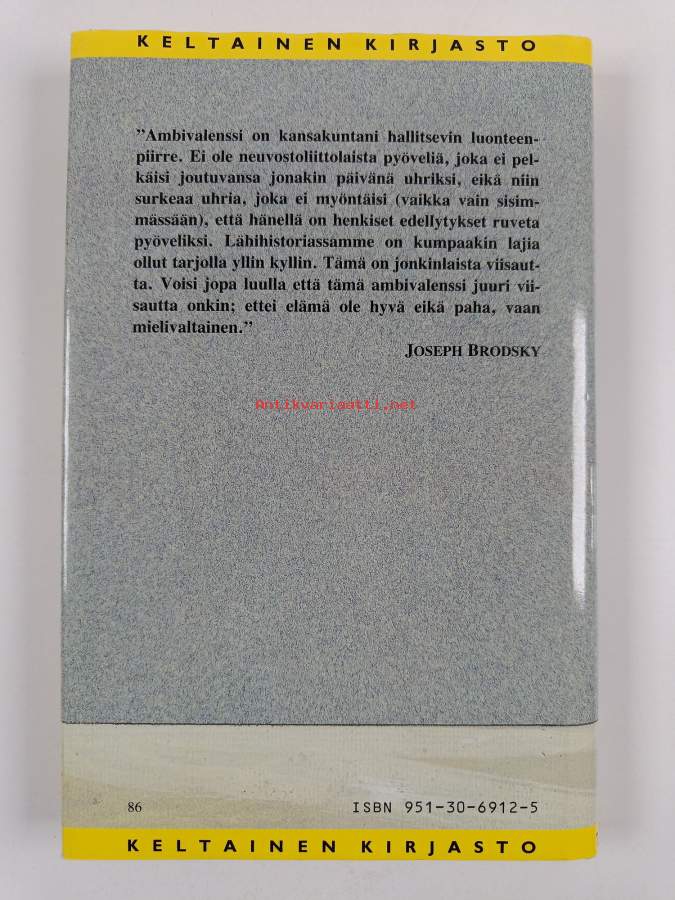 KELTAINEN KIRJASTO
”Ambivalenssi on kansakuntani hallitsevin luonteen-
piirre. Ei ole neuvostoliittolaista pyöveliä, joka ei pel-
käisi joutuvansa jonakin päivänä uhriksi, eikä niin
surkeaa uhria, joka ei myöntäisi (vaikka vain sisim-
mässään), että hänellä on henkiset edellytykset ruveta
pyöveliksi. Lähihistoriassamme on kumpaakin lajia
ollut tarjolla yllin kyllin. Tämä on jonkinlaista viisaut-
ta. Voisi jopa luulla että tämä ambivalenssi juuri vii-
sautta onkin; ettei elämä ole hyvä eikä paha, vaan
mielivaltainen.”
JOSEPH BRODSKY
Antikvariaatti.net
86 ISBN 951-30-6912-5
KELTAINEN KIRJASTO